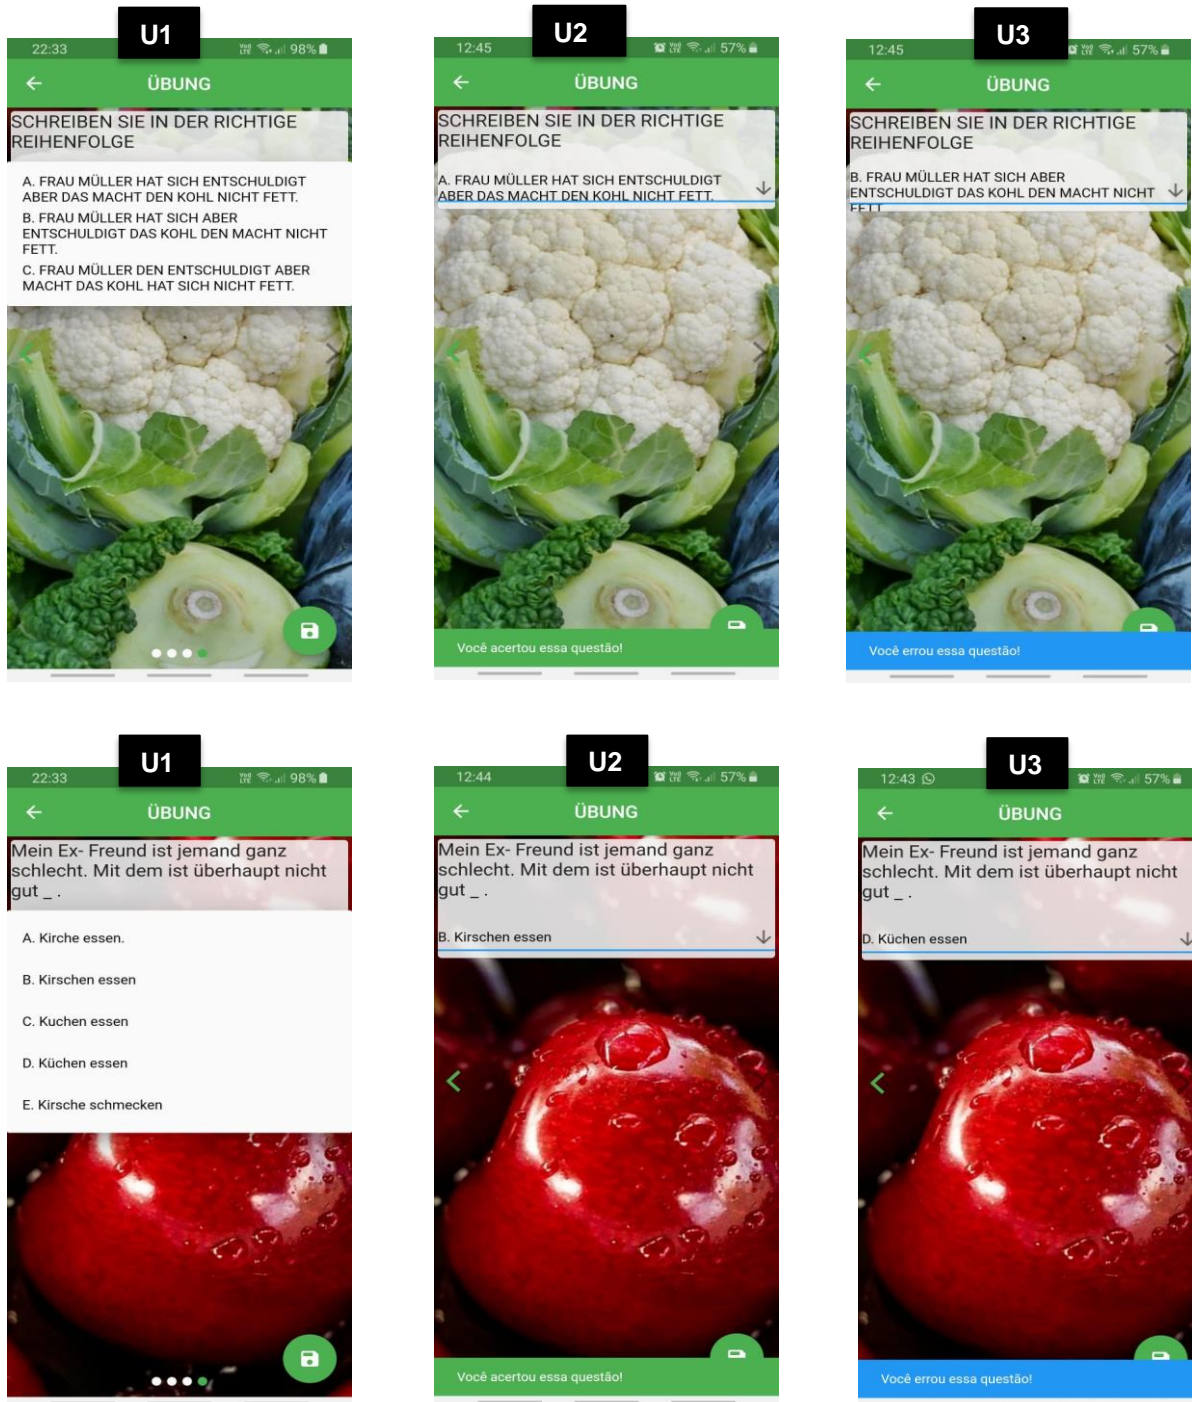 U1
22:33
98%
ÜBUNG
SCHREIBEN SIE IN DER RICHTIGE
REIHENFOLGE
A. FRAU MÜLLER HAT SICH ENTSCHULDIGT
ABER DAS MACHT DEN KOHL NICHT FETT.
B. FRAU MÜLLER HAT SICH ABER
ENTSCHULDIGT DAS KOHL DEN MACHT NICHT
FETT.
C. FRAU MÜLLER DEN ENTSCHULDIGT ABER
MACHT DAS KOHL HAT SICH NICHT FETT.
U2
12:45
57%
ÜBUNG
SCHREIBEN SIE IN DER RICHTIGE
REIHENFOLGE
A. FRAU MÜLLER HAT SICH ENTSCHULDIGT
ABER DAS MACHT DEN KOHL NICHT FETT.
Você acertou essa questão!
U3
12:45
57%
ÜBUNG
SCHREIBEN SIE IN DER RICHTIGE
REIHENFOLGE
B. FRAU MÜLLER HAT SICH ABER
ENTSCHULDIGT DAS KOHL DEN MACHT NICHT
FETT
Você errou essa questão!
U1
22:33
98%
ÜBUNG
Mein Ex- Freund ist jemand ganz
schlecht. Mit dem ist überhaupt nicht
gut _ .
A. Kirche essen.
B. Kirschen essen
C. Kuchen essen
D. Küchen essen
E. Kirsche schmecken
U2
12:44
57%
ÜBUNG
Mein Ex- Freund ist jemand ganz
schlecht. Mit dem ist überhaupt nicht
gut _ .
B. Kirschen essen
Você acertou essa questão!
U3
12:43
57%
ÜBUNG
Mein Ex- Freund ist jemand ganz
schlecht. Mit dem ist überhaupt nicht
gut _ .
D. Küchen essen
Você errou essa questão!